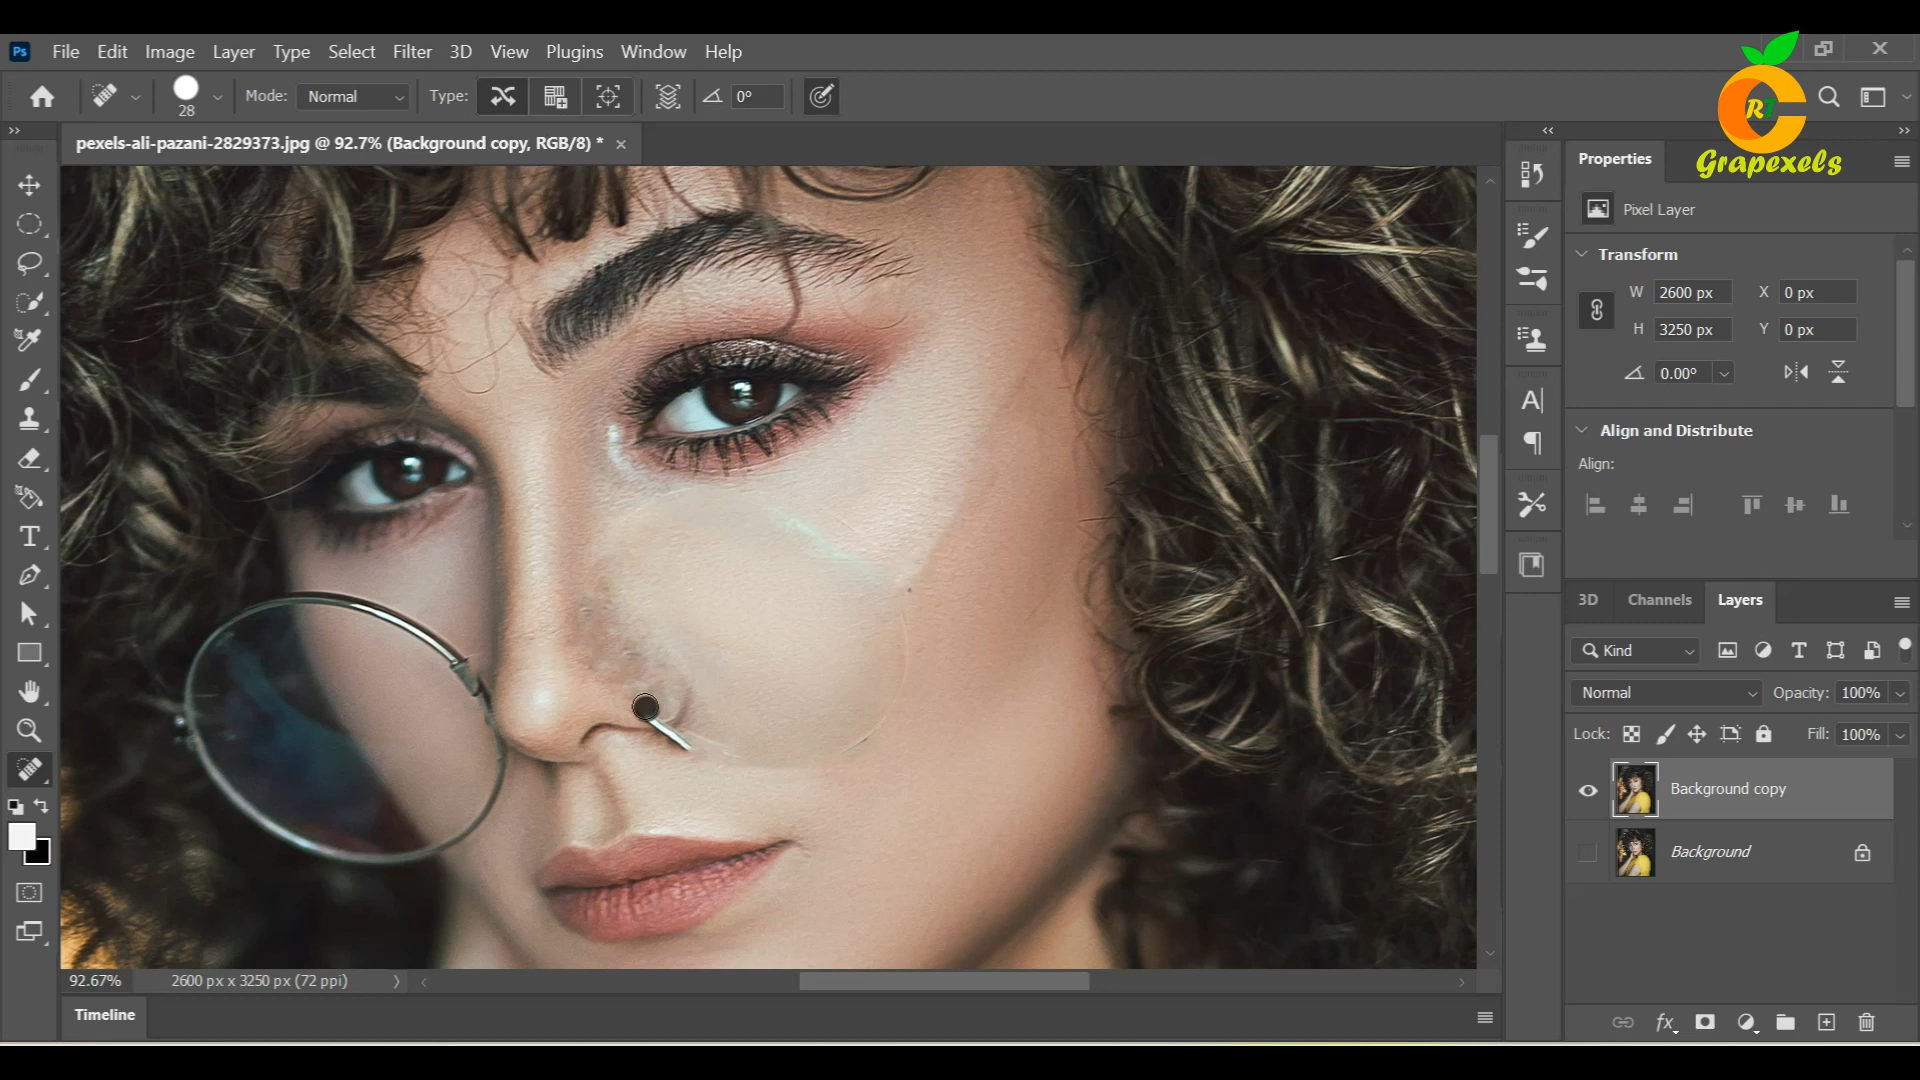 Ps File Edit Image Layer Type Select Filter 3D View Plugins Window Help
28 Mode: Normal Type: 0°
pexels-ali-pazani-2829373.jpg @ 92.7% (Background copy, RGB/8) *
RT
Grapexels
Properties
Pixel Layer
Transform
W 2600 px X 0 px
H 3250 px Y 0 px
0.00°
Align and Distribute
Align:
3D Channels Layers
Kind
Normal Opacity: 100%
Lock: Fill: 100%
Background copy
Background
92.67% 2600 px x 3250 px (72 ppi)
Timeline
fx